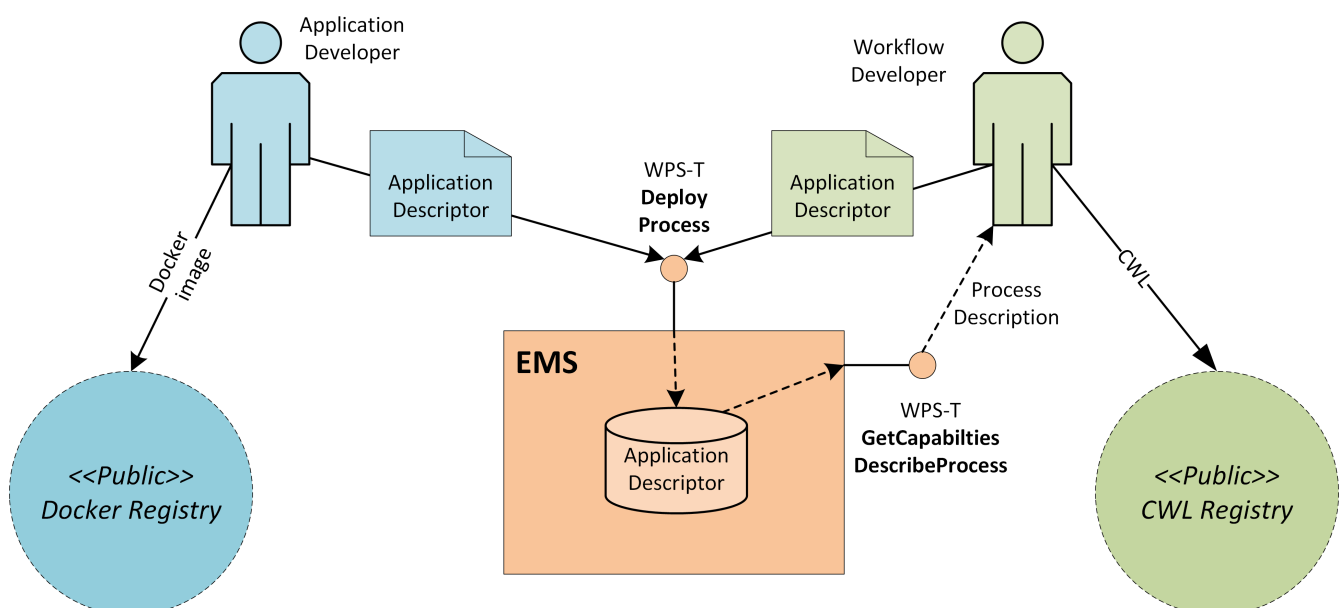 Application
Developer
Workflow
Developer
Application
Descriptor
WPS-T
Deploy
Process
Application
Descriptor
Docker
image
CWL
Process
Description
EMS
WPS-T
GetCapabilties
DescribeProcess
Application
Descriptor
<<Public>>
Docker Registry
<<Public>>
CWL Registry